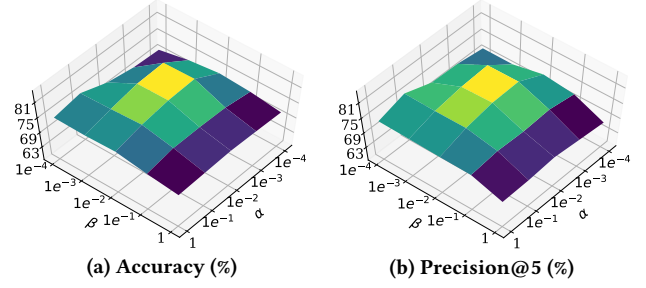 81
75
69
63
1e⁻⁴
1e⁻³
1e⁻²
1e⁻¹
1
β
1
1e⁻¹
1e⁻²
1e⁻³
1e⁻⁴
α
(a) Accuracy (%)
81
75
69
63
1e⁻⁴
1e⁻³
1e⁻²
1e⁻¹
1
β
1
1e⁻¹
1e⁻²
1e⁻³
1e⁻⁴
α
(b) Precision@5 (%)